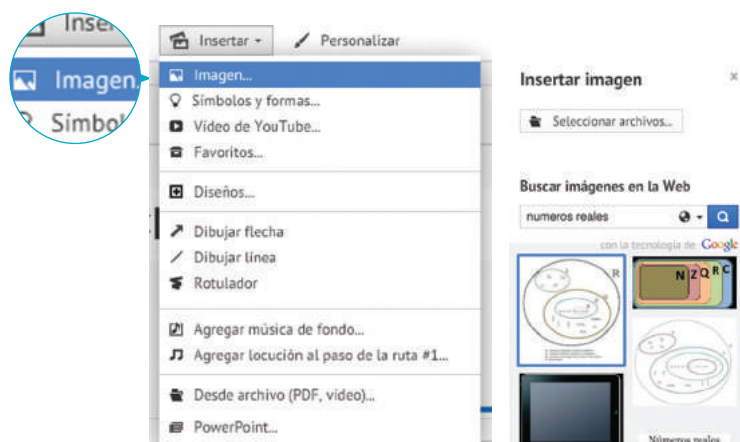 Inser
Imagen.
Símbol
Insertar
Personalizar
Imagen...
Símbolos y formas...
Vídeo de YouTube...
Favoritos...
Diseños...
Dibujar flecha
Dibujar línea
Rotulador
Agregar música de fondo...
Agregar locución al paso de la ruta #1...
Desde archivo (PDF, vídeo)...
PowerPoint...
Insertar imagen
×
Seleccionar archivos...
Buscar imágenes en la Web
numeros reales
con la tecnología de Google
R
N Z Q R C
Números reales